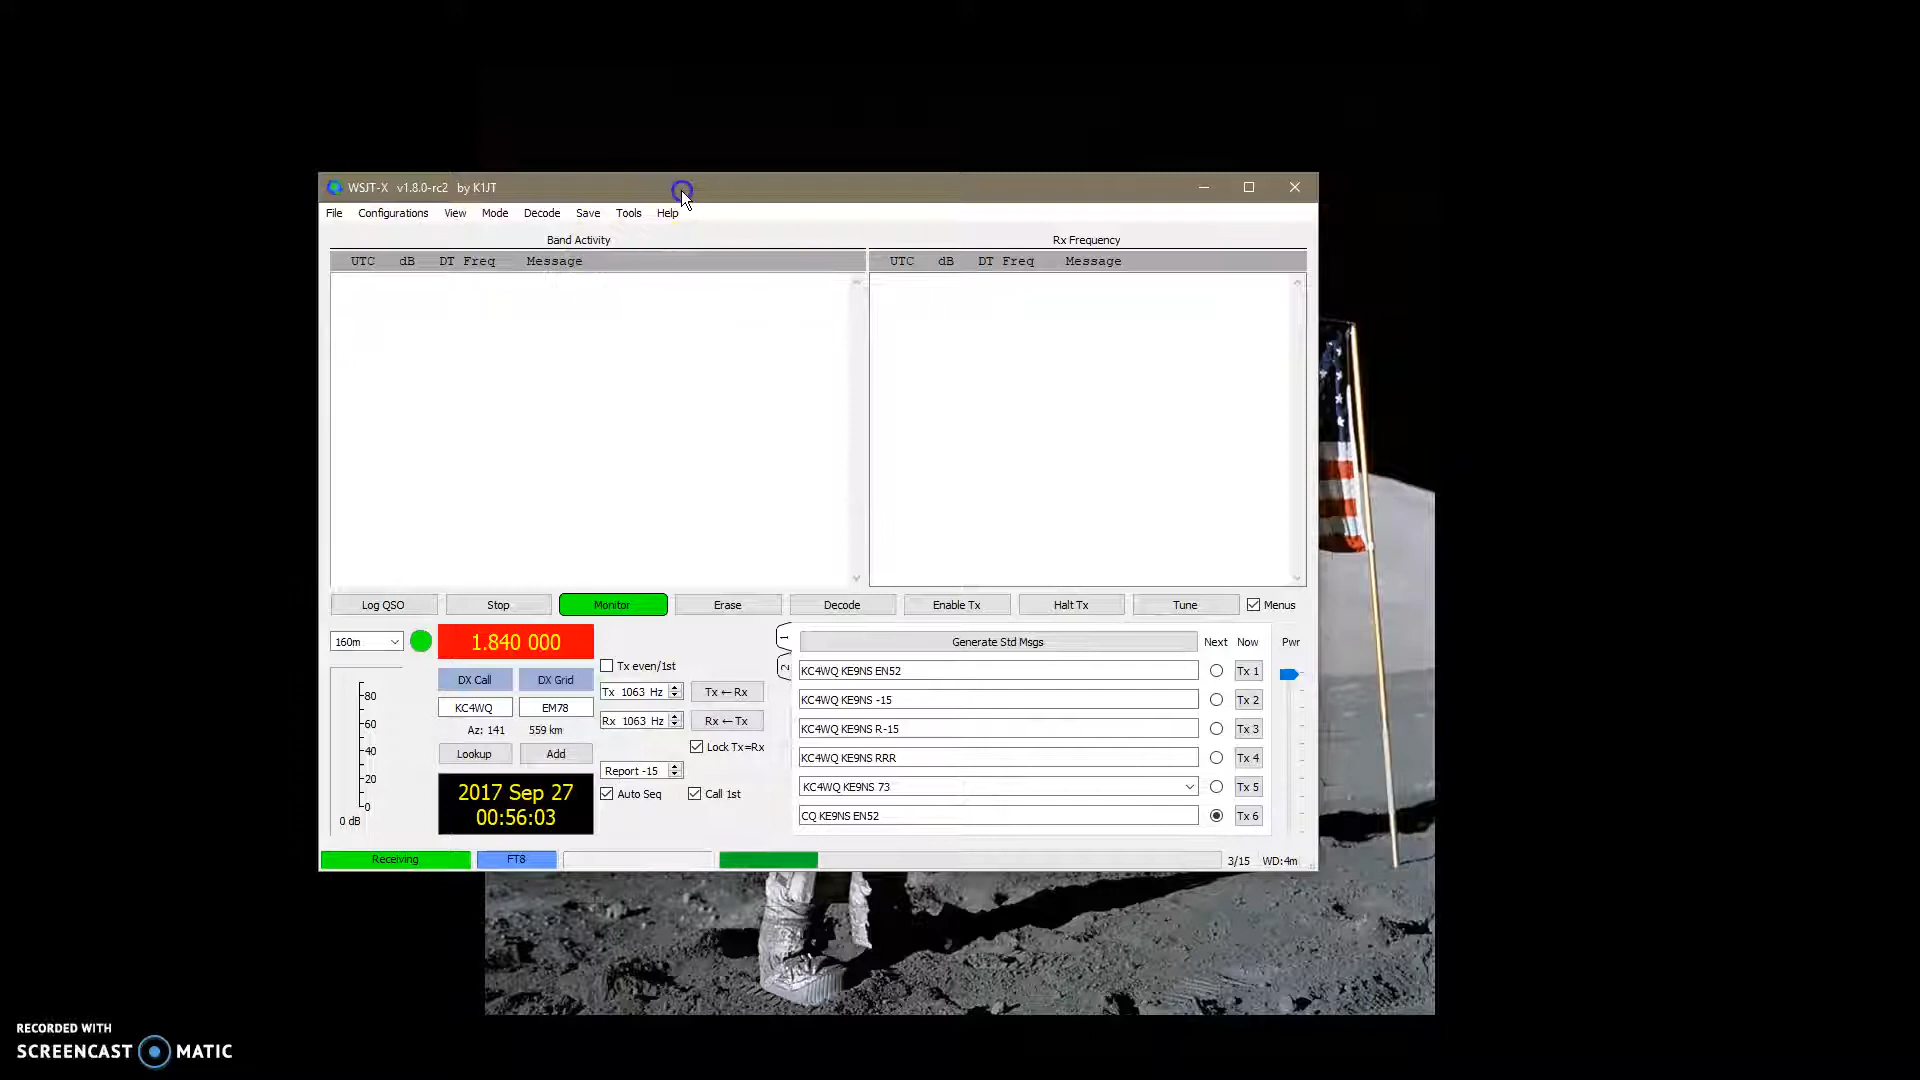 WSJT-X v1.8.0-rc2 by K1JT
File Configurations View Mode Decode Save Tools Help
Band Activity Rx Frequency
UTC dB DT Freq Message UTC dB DT Freq Message
Log QSO Stop Monitor Erase Decode Enable Tx Halt Tx Tune Menus
160m 1.840 000 1 Generate Std Msgs Next Now Pwr
Tx even/1st 2 KC4WQ KE9NS EN52 Tx 1
DX Call DX Grid Tx 1063 Hz Tx ← Rx KC4WQ KE9NS -15 Tx 2
KC4WQ EM78 Rx 1063 Hz Rx ← Tx KC4WQ KE9NS R-15 Tx 3
Az: 141 559 km Lock Tx=Rx KC4WQ KE9NS RRR Tx 4
Lookup Add Report -15 KC4WQ KE9NS 73 Tx 5
2017 Sep 27 Auto Seq Call 1st CQ KE9NS EN52 Tx 6
00:56:03
80
60
40
20
0
0 dB
Receiving FT8 3/15 WD:4m
RECORDED WITH
SCREENCAST MATIC